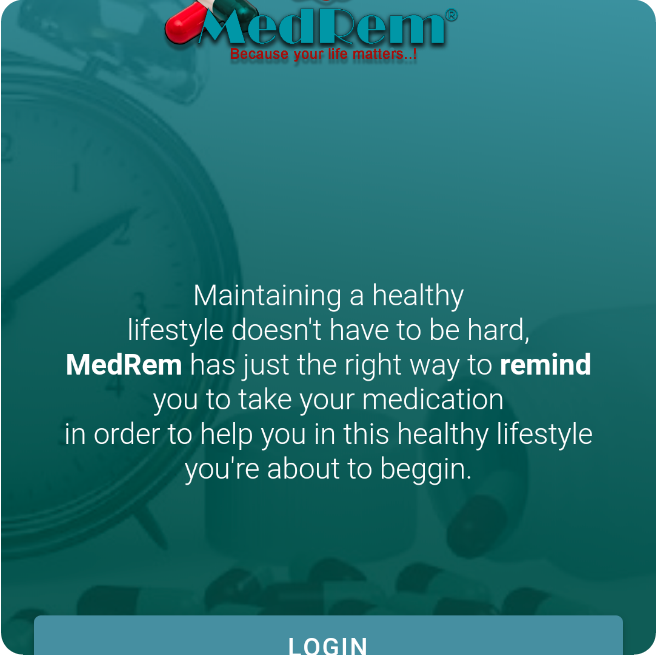 MedRem®
Because your life matters..!
Maintaining a healthy
lifestyle doesn't have to be hard,
MedRem has just the right way to remind
you to take your medication
in order to help you in this healthy lifestyle
you're about to beggin.
LOGIN